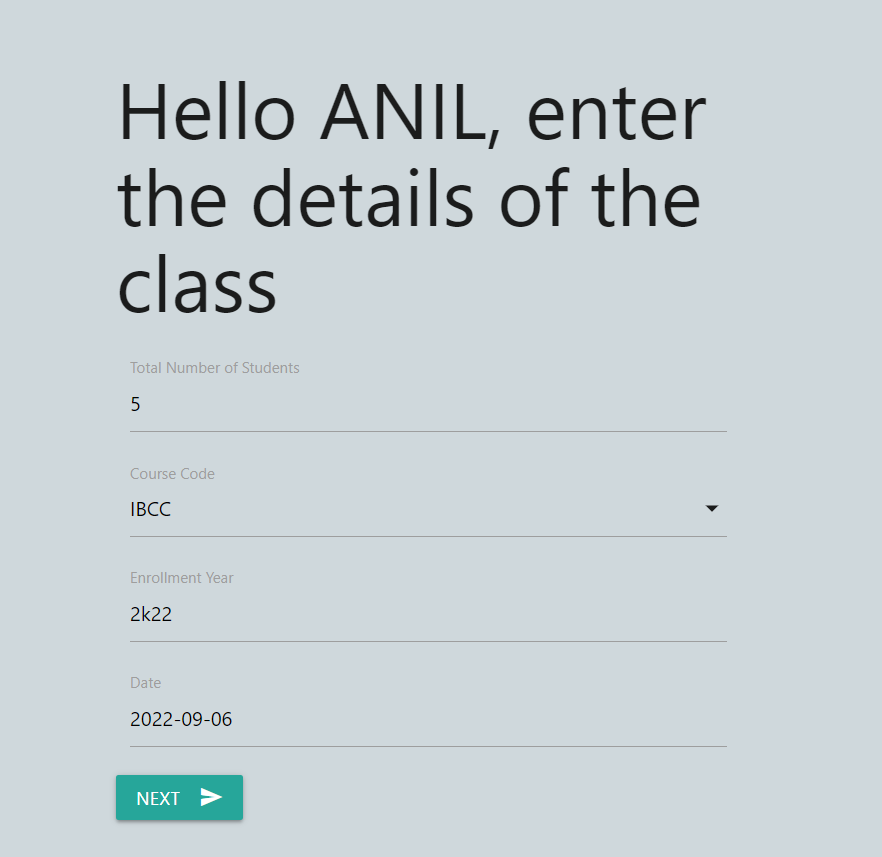 Hello ANIL, enter
the details of the
class
Total Number of Students
5
Course Code
IBCC
Enrollment Year
2k22
Date
2022-09-06
NEXT